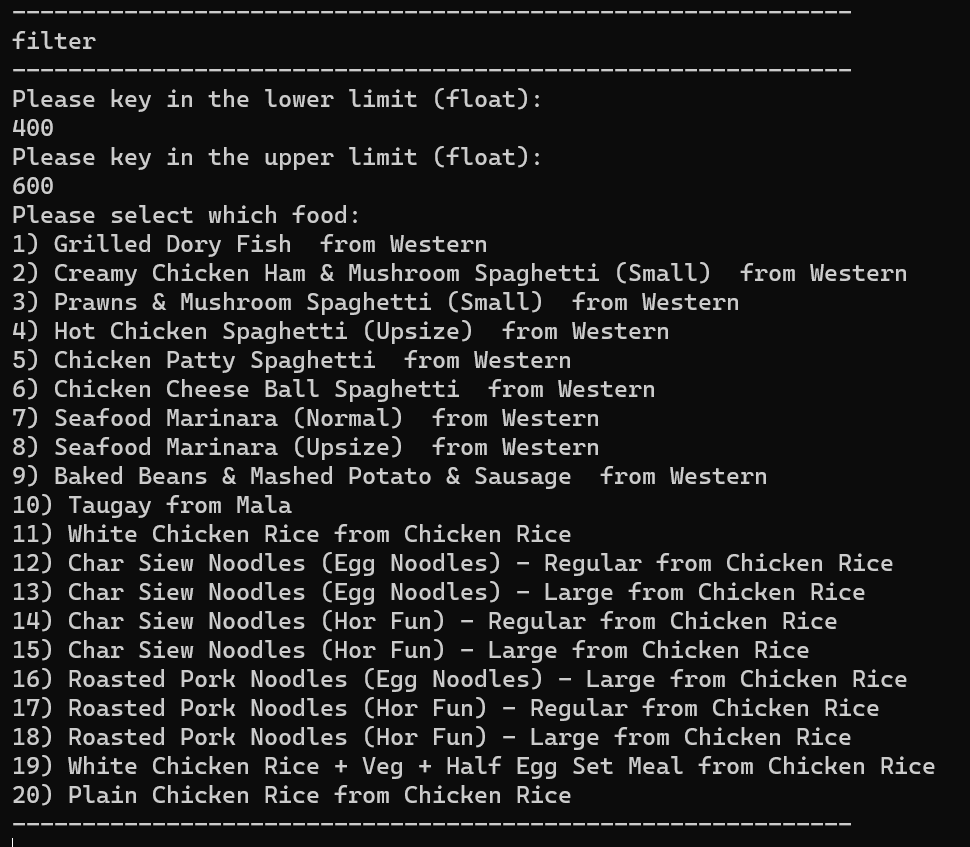 ------------------------------------------------------------
filter
------------------------------------------------------------
Please key in the lower limit (float):
400
Please key in the upper limit (float):
600
Please select which food:
1) Grilled Dory Fish  from Western
2) Creamy Chicken Ham & Mushroom Spaghetti (Small)  from Western
3) Prawns & Mushroom Spaghetti (Small)  from Western
4) Hot Chicken Spaghetti (Upsize)  from Western
5) Chicken Patty Spaghetti  from Western
6) Chicken Cheese Ball Spaghetti  from Western
7) Seafood Marinara (Normal)  from Western
8) Seafood Marinara (Upsize)  from Western
9) Baked Beans & Mashed Potato & Sausage  from Western
10) Taugay from Mala
11) White Chicken Rice from Chicken Rice
12) Char Siew Noodles (Egg Noodles) - Regular from Chicken Rice
13) Char Siew Noodles (Egg Noodles) - Large from Chicken Rice
14) Char Siew Noodles (Hor Fun) - Regular from Chicken Rice
15) Char Siew Noodles (Hor Fun) - Large from Chicken Rice
16) Roasted Pork Noodles (Egg Noodles) - Large from Chicken Rice
17) Roasted Pork Noodles (Hor Fun) - Regular from Chicken Rice
18) Roasted Pork Noodles (Hor Fun) - Large from Chicken Rice
19) White Chicken Rice + Veg + Half Egg Set Meal from Chicken Rice
20) Plain Chicken Rice from Chicken Rice
------------------------------------------------------------